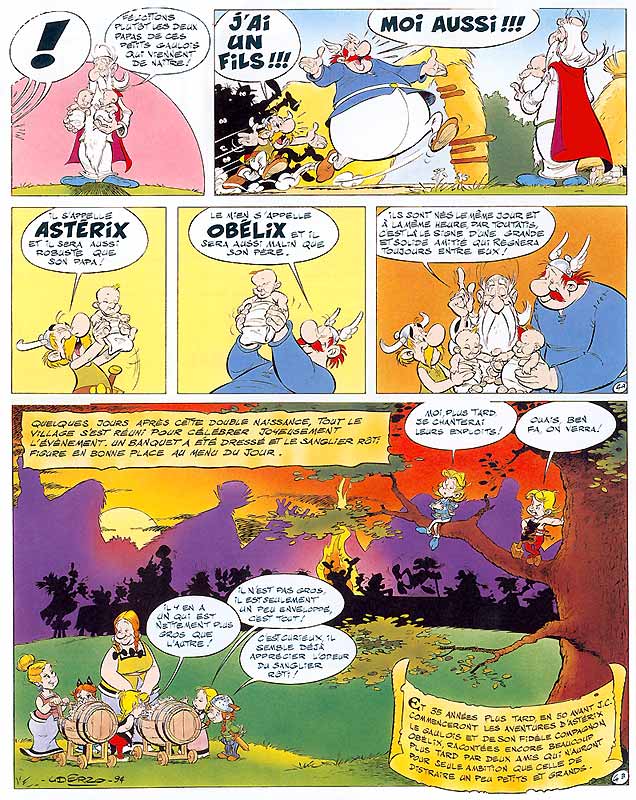 !
FÉLICITONS
PLUTÔT LES DEUX
PAPAS DE CES
PETITS GAULOIS
QUI VIENNENT
DE NAÎTRE!
J'AI
UN
FILS!!!
MOI AUSSI!!!
IL S'APPELLE
ASTÉRIX
ET IL SERA AUSSI
ROBUSTE QUE
SON PAPA!
LE MIEN S'APPELLE
OBÉLIX ET IL
SERA AUSSI MALIN QUE
SON PÈRE.
ILS SONT NÉS LE MÊME JOUR ET
À LA MÊME HEURE, PAR TOUTATIS,
C'EST LÀ LE SIGNE D'UNE GRANDE
ET SOLIDE AMITIÉ QUI RÈGNERA
TOUJOURS ENTRE EUX!
6A
QUELQUES JOURS APRÈS CETTE DOUBLE NAISSANCE, TOUT LE
VILLAGE S'EST RÉUNI POUR CÉLÉBRER JOYEUSEMENT
L'ÉVÈNEMENT. UN BANQUET A ÉTÉ DRESSÉ ET LE SANGLIER RÔTI
FIGURE EN BONNE PLACE AU MENU DU JOUR.
MOI, PLUS TARD,
JE CHANTERAI
LEURS EXPLOITS!
OUAIS, BEN
ÇA, ON VERRA!
IL Y EN A
UN QUI EST
NETTEMENT PLUS
GROS QUE
L'AUTRE!
IL N'EST PAS GROS,
IL EST SEULEMENT
UN PEU ENVELOPPÉ,
C'EST TOUT!
C'EST CURIEUX, IL
SEMBLE DÉJÀ
APPRÉCIER L'ODEUR
DU SANGLIER
RÔTI!
ET 35 ANNÉES PLUS TARD, EN 50 AVANT J.C.
COMMENCERONT LES AVENTURES D'ASTÉRIX
LE GAULOIS ET DE SON FIDÈLE COMPAGNON
OBÉLIX, RACONTÉES ENCORE BEAUCOUP
PLUS TARD PAR DEUX AMIS QUI N'AURONT
POUR SEULE AMBITION QUE CELLE DE
DISTRAIRE UN PEU PETITS ET GRANDS.
UDERZO - 94
6B